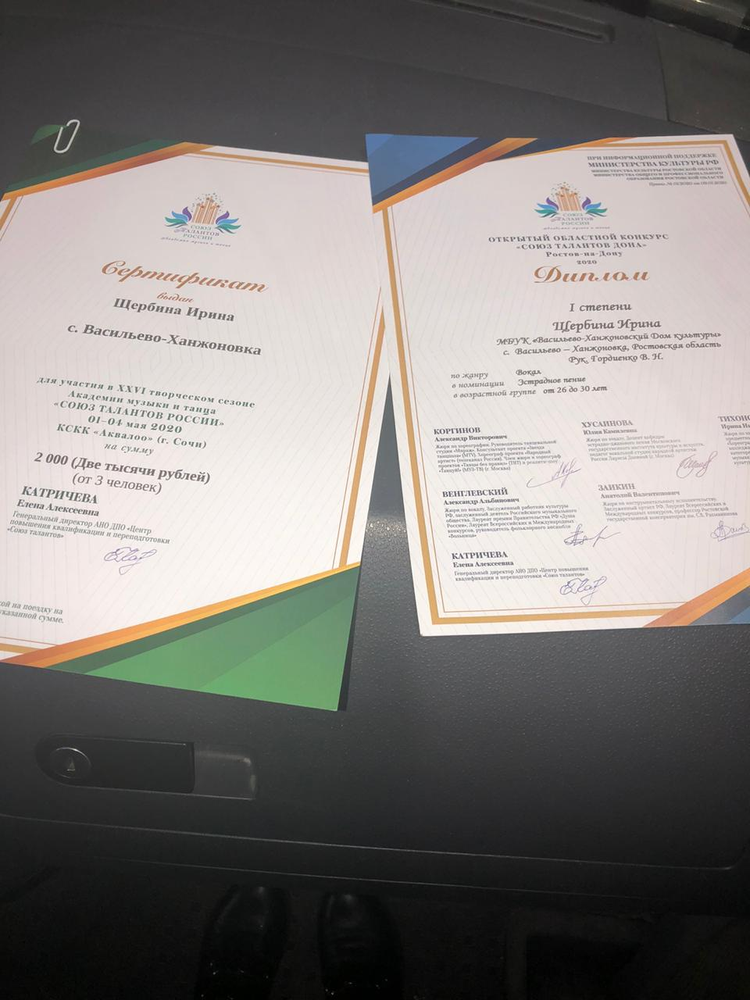 СОЮЗ
ТАЛАНТОВ
РОССИИ
Академия музыки и танца
Сертификат
выдан
Щербина Ирина
с. Васильево-Ханжоновка
для участия в XXVI творческом сезоне
Академии музыки и танца
«СОЮЗ ТАЛАНТОВ РОССИИ»
01-04 мая 2020
КСКК «Аквалоо» (г. Сочи)
на сумму
2 000 (Две тысячи рублей)
(от 3 человек)
КАТРИЧЕВА
Елена Алексеевна
Генеральный директор АНО ДПО «Центр
повышения квалификации и переподготовки
«Союз талантов»
кой на поездку на
указанной сумме.
ПРИ ИНФОРМАЦИОННОЙ ПОДДЕРЖКЕ
МИНИСТЕРСТВА КУЛЬТУРЫ РФ
МИНИСТЕРСТВА КУЛЬТУРЫ РОСТОВСКОЙ ОБЛАСТИ
МИНИСТЕРСТВА ОБЩЕГО И ПРОФЕССИОНАЛЬНОГО
ОБРАЗОВАНИЯ РОСТОВСКОЙ ОБЛАСТИ
СОЮЗ
ТАЛАНТОВ
РОССИИ
Академия музыки и танца
ОТКРЫТЫЙ ОБЛАСТНОЙ КОНКУРС
«СОЮЗ ТАЛАНТОВ ДОНА»
Ростов-на-Дону
2020
Диплом
I степени
Щербина Ирина
МБУК «Васильево-Ханжоновский Дом культуры»
с. Васильево – Ханжоновка, Ростовская область
Рук. Гордиенко В. Н.
по жанру Вокал
в номинации Эстрадное пение
в возрастной группе от 26 до 30 лет
КОРГИНОВ
Александр Викторович
Жюри по хореографии. Руководитель танцевальной
студии «Мираж». Консультант проекта «Звезда
танцпола» (MTV). Хореограф проекта «Народный
артист» (телеканал Россия). Член жюри и хореограф
проектов «Танцы без правил» (ТНТ) и реалити-шоу
«Танцуй!» (МУЗ-ТВ) (г. Москва)
ХУСАИНОВА
Юлия Камилевна
Жюри по вокалу. Доцент кафедры
эстрадно-джазового пения Московского
государственного института культуры и искусств,
педагог вокальной студии народной артистки
России Ларисы Долиной (г. Москва)
ВЕНГЛЕВСКИЙ
Александр Альбинович
Жюри по вокалу. Заслуженный работник культуры
РФ, заслуженный деятель Российского музыкального
общества. Лауреат премии Правительства РФ «Душа
России», Лауреат Всероссийских и Международных
конкурсов, руководитель фольклорного ансамбля
«Вольница»
ЗАИКИН
Анатолий Валентинович
Жюри по инструментальному исполнительству.
Заслуженный артист РФ, Лауреат Всероссийских и
Международных конкурсов, профессор Ростовской
государственной консерватории им. С.В. Рахманинова
КАТРИЧЕВА
Елена Алексеевна
Генеральный директор АНО ДПО «Центр повышения
квалификации и переподготовки «Союз талантов»